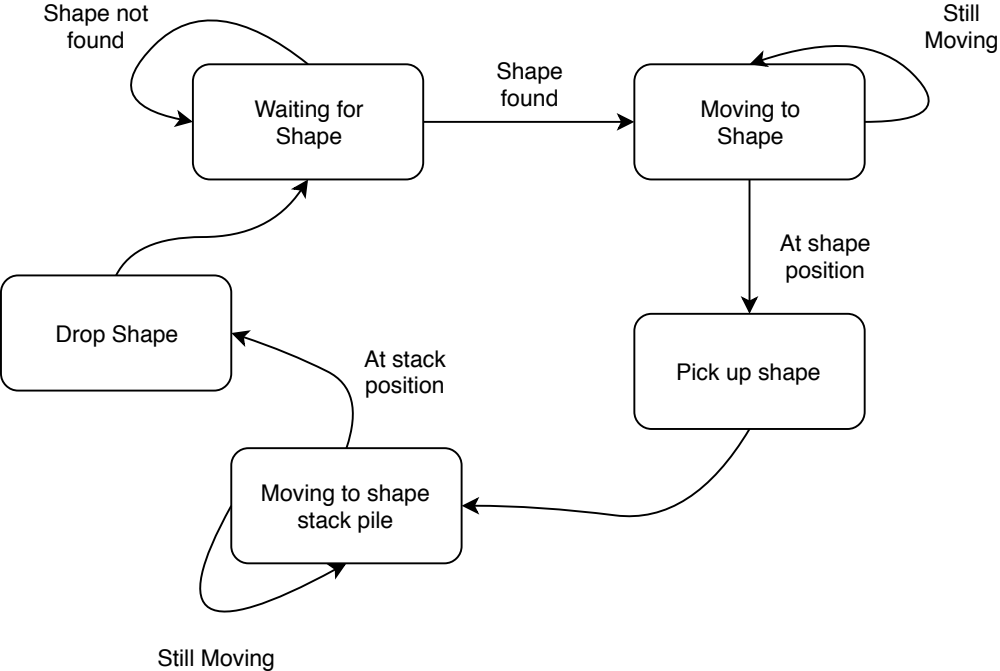 Shape not
found
Still
Moving
Shape
found
Waiting for
Shape
Moving to
Shape
At shape
position
Drop Shape
At stack
position
Pick up shape
Moving to shape
stack pile
Still Moving